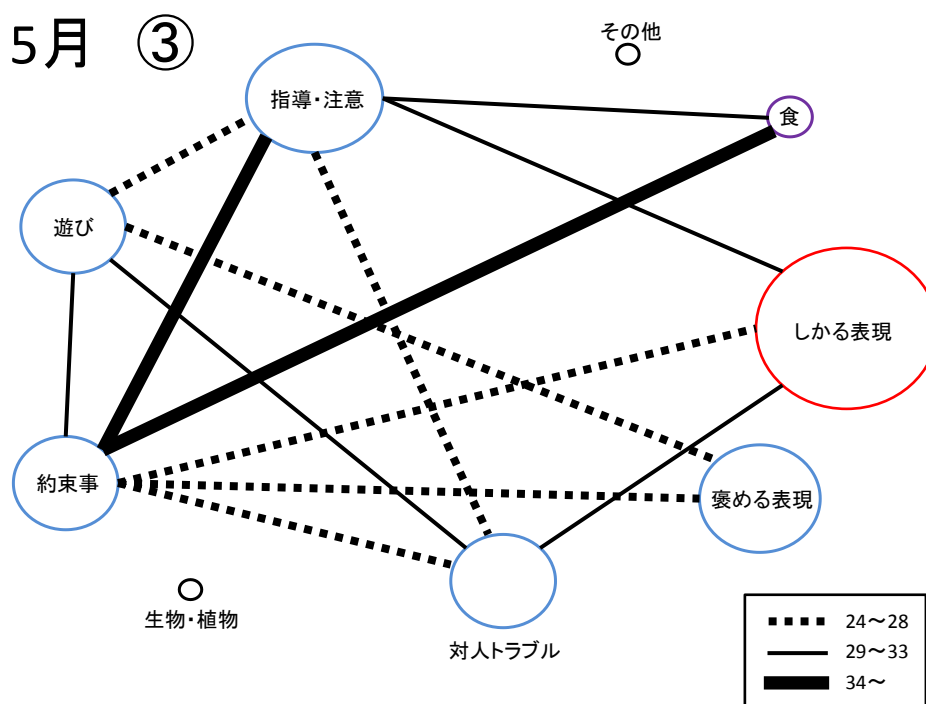 5月 ③
その他
指導・注意
食
遊び
しかる表現
約束事
褒める表現
生物・植物
対人トラブル
24～28
29～33
34～